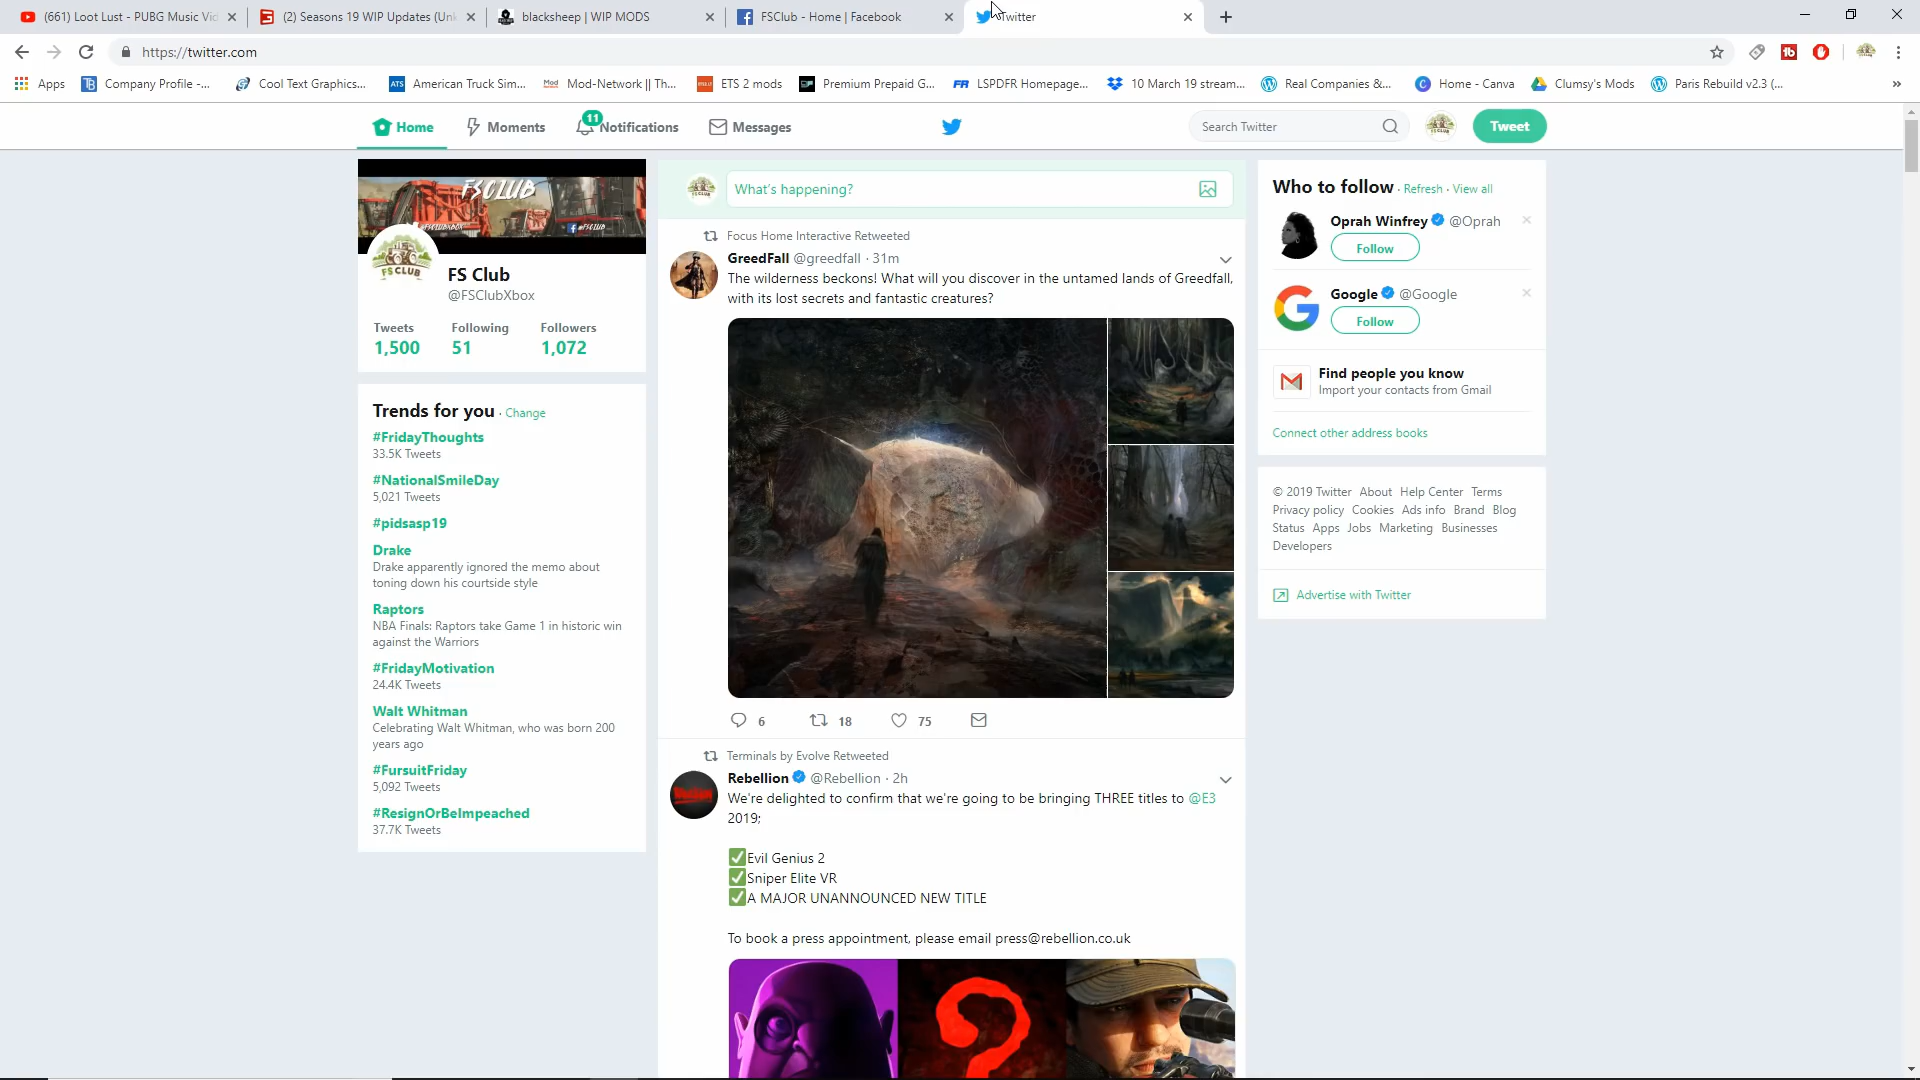 (661) Loot Lust - PUBG Music Vi
(2) Seasons 19 WIP Updates (Un
blacksheep | WIP MODS
FSClub - Home | Facebook
Twitter
https://twitter.com
Apps
Company Profile -...
Cool Text Graphics...
ATS
American Truck Sim...
Mod
Mod-Network || Th...
ETS 2 mods
Premium Prepaid G...
FR
LSPDFR Homepage...
10 March 19 stream...
Real Companies &...
Home - Canva
Clumsy's Mods
Paris Rebuild v2.3 (...
»
Home
Moments
11
Notifications
Messages
Search Twitter
Tweet
FSCLUB
#FSCLUBXBOX
#FSCLUB
FS CLUB
FS Club
@FSClubXbox
Tweets
1,500
Following
51
Followers
1,072
Trends for you · Change
#FridayThoughts
33.5K Tweets
#NationalSmileDay
5,021 Tweets
#pidsasp19
Drake
Drake apparently ignored the memo about
toning down his courtside style
Raptors
NBA Finals: Raptors take Game 1 in historic win
against the Warriors
#FridayMotivation
24.4K Tweets
Walt Whitman
Celebrating Walt Whitman, who was born 200
years ago
#FursuitFriday
5,092 Tweets
#ResignOrBeImpeached
37.7K Tweets
What's happening?
Focus Home Interactive Retweeted
GreedFall @greedfall · 31m
The wilderness beckons! What will you discover in the untamed lands of Greedfall,
with its lost secrets and fantastic creatures?
6
18
75
Terminals by Evolve Retweeted
Rebellion @Rebellion · 2h
We're delighted to confirm that we're going to be bringing THREE titles to @E3
2019;
✅Evil Genius 2
✅Sniper Elite VR
✅A MAJOR UNANNOUNCED NEW TITLE
To book a press appointment, please email press@rebellion.co.uk
Who to follow · Refresh · View all
Oprah Winfrey @Oprah
Follow
Google @Google
Follow
Find people you know
Import your contacts from Gmail
Connect other address books
© 2019 Twitter About Help Center Terms
Privacy policy Cookies Ads info Brand Blog
Status Apps Jobs Marketing Businesses
Developers
Advertise with Twitter